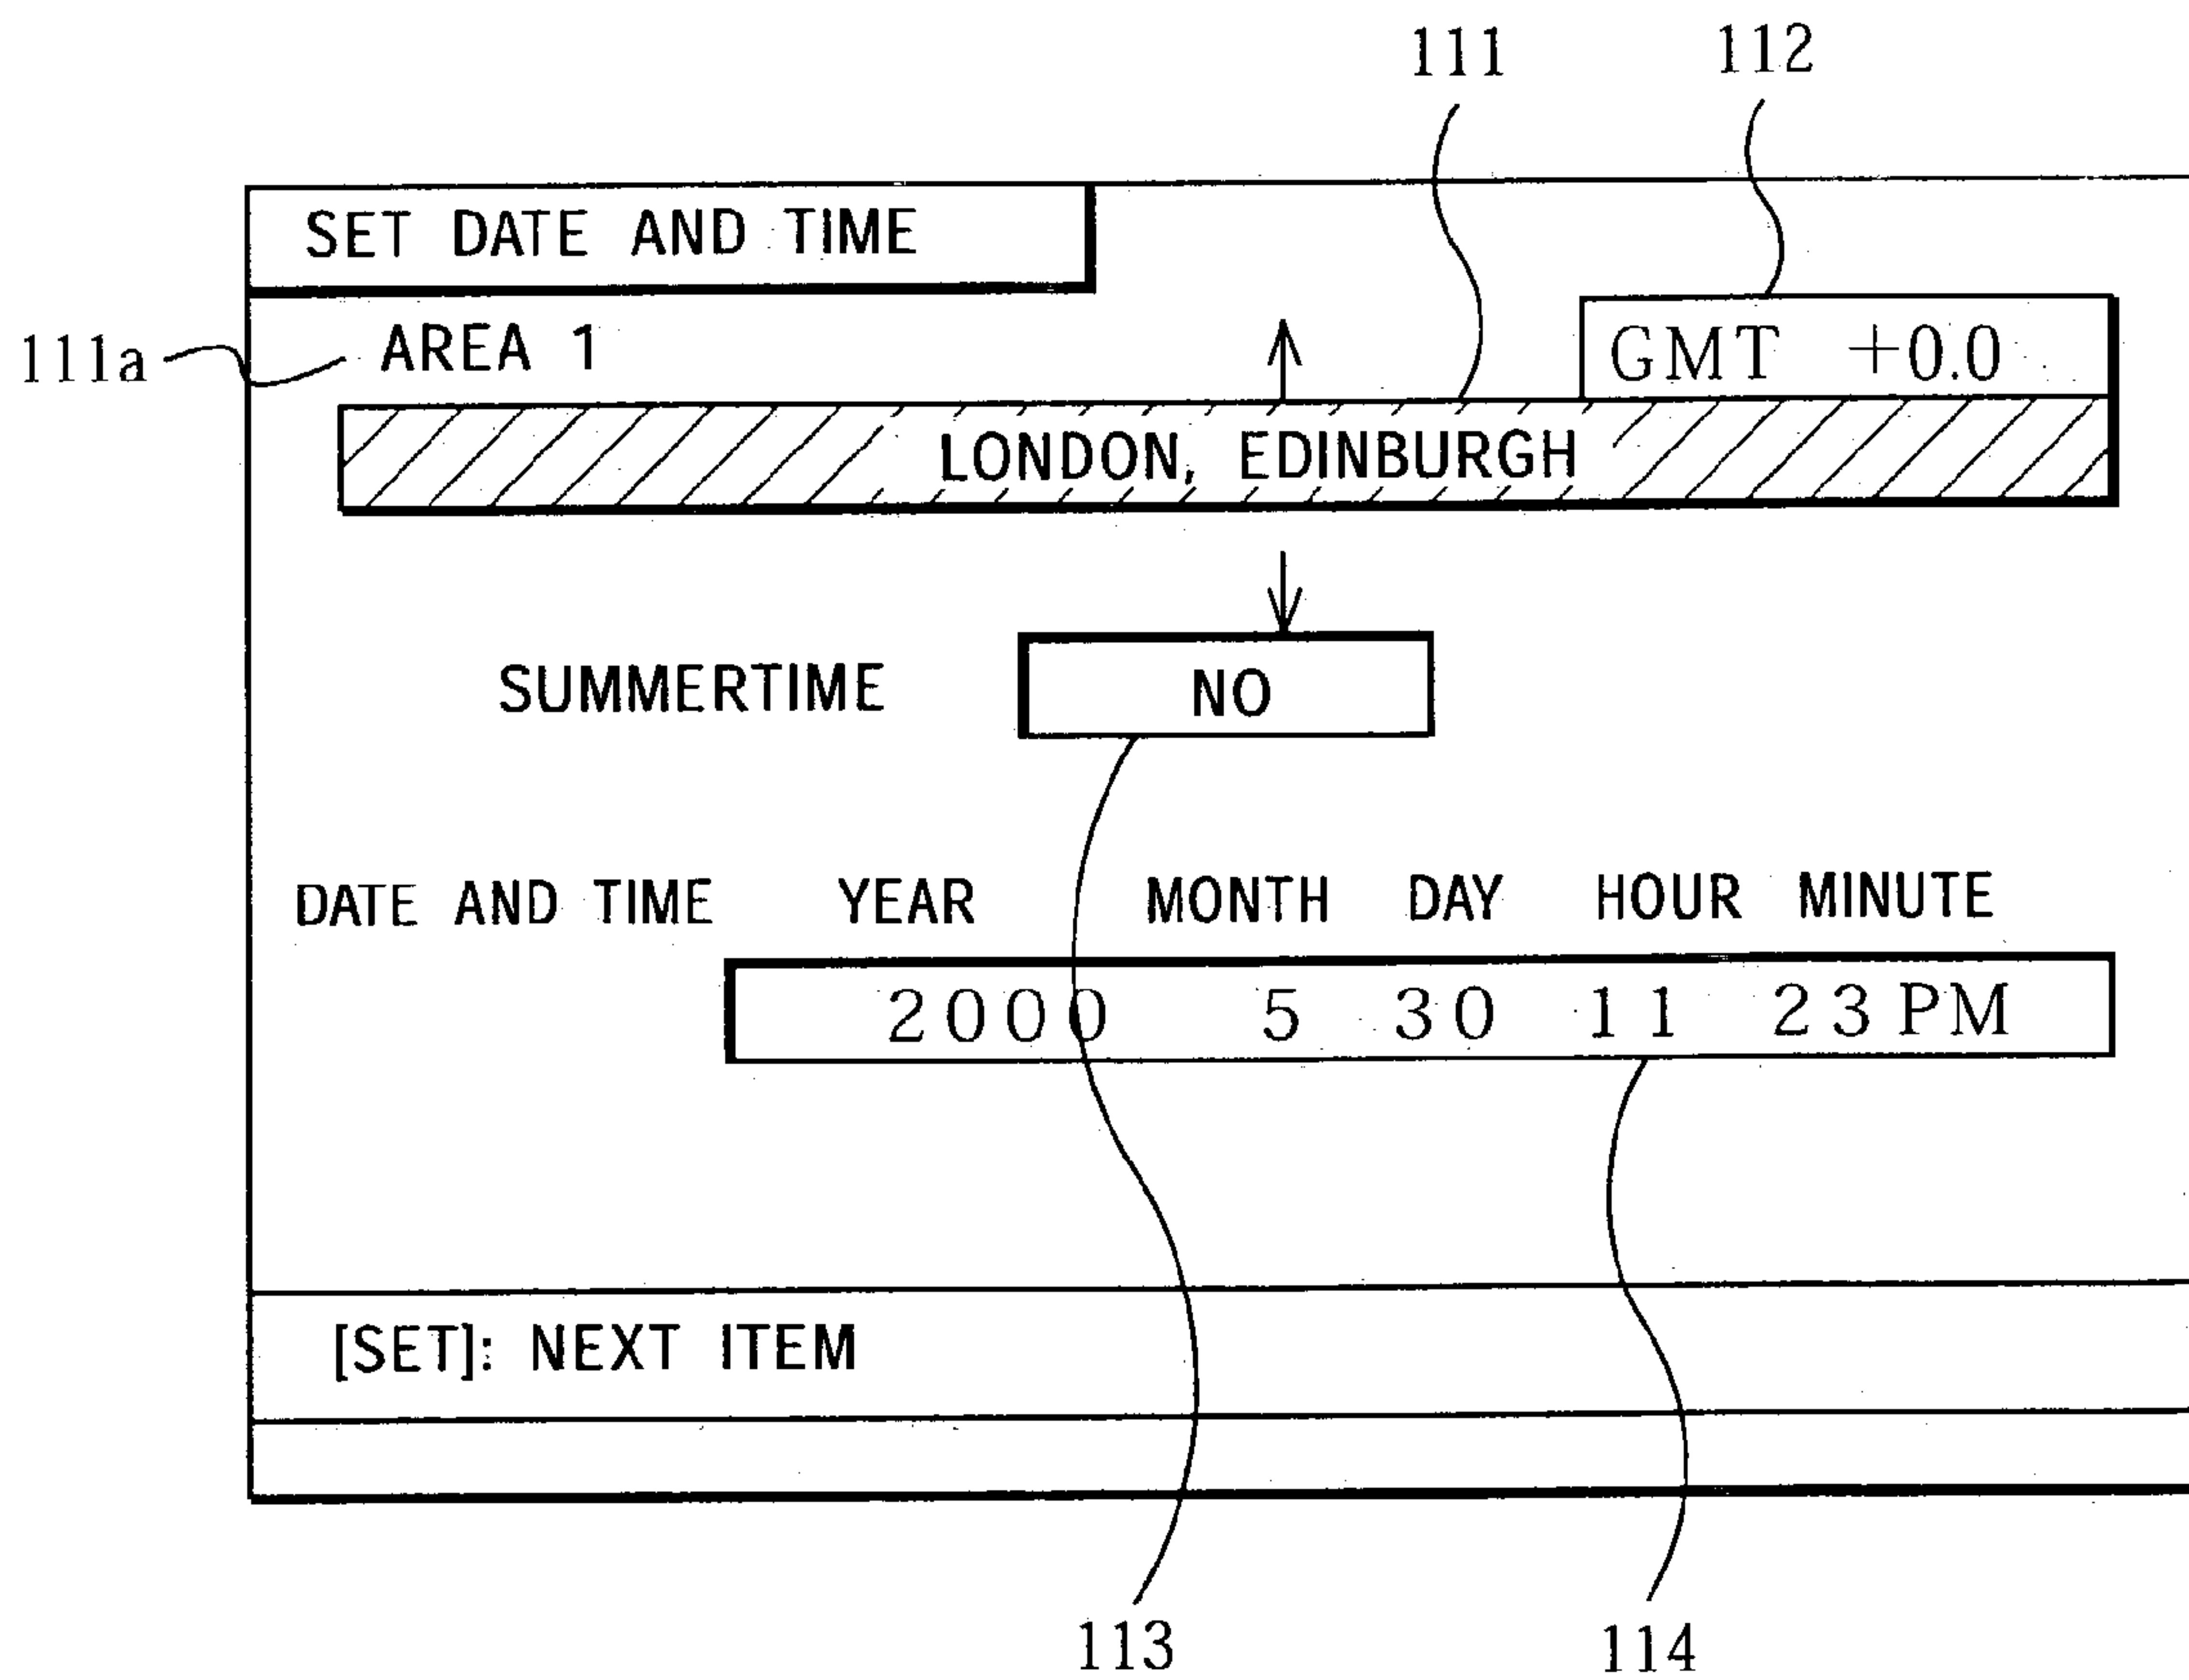 111 112
SET DATE AND TIME
111a AREA 1 GMT +0.0
LONDON, EDINBURGH
SUMMERTIME NO
DATE AND TIME YEAR MONTH DAY HOUR MINUTE
2000 5 30 11 23 PM
[SET]: NEXT ITEM
113 114